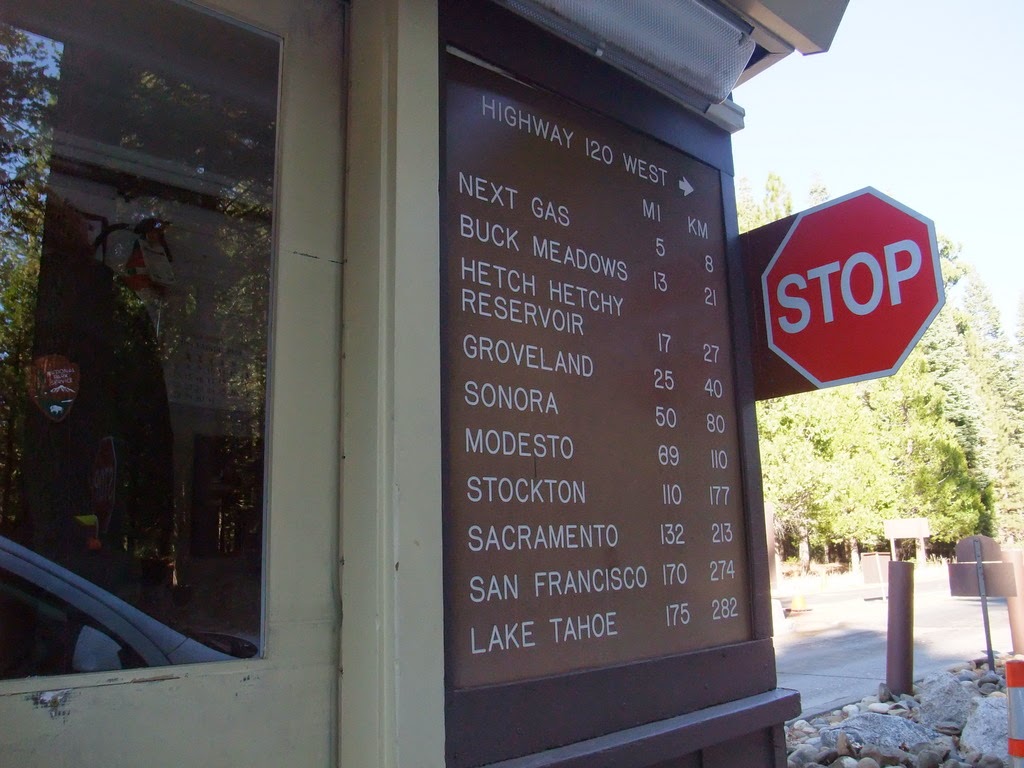 HIGHWAY 120 WEST →
MI KM
NEXT GAS 5 8
BUCK MEADOWS 13 21
HETCH HETCHY
RESERVOIR 17 27
GROVELAND 25 40
SONORA 50 80
MODESTO 89 110
STOCKTON 110 177
SACRAMENTO 132 213
SAN FRANCISCO 170 274
LAKE TAHOE 175 282
STOP